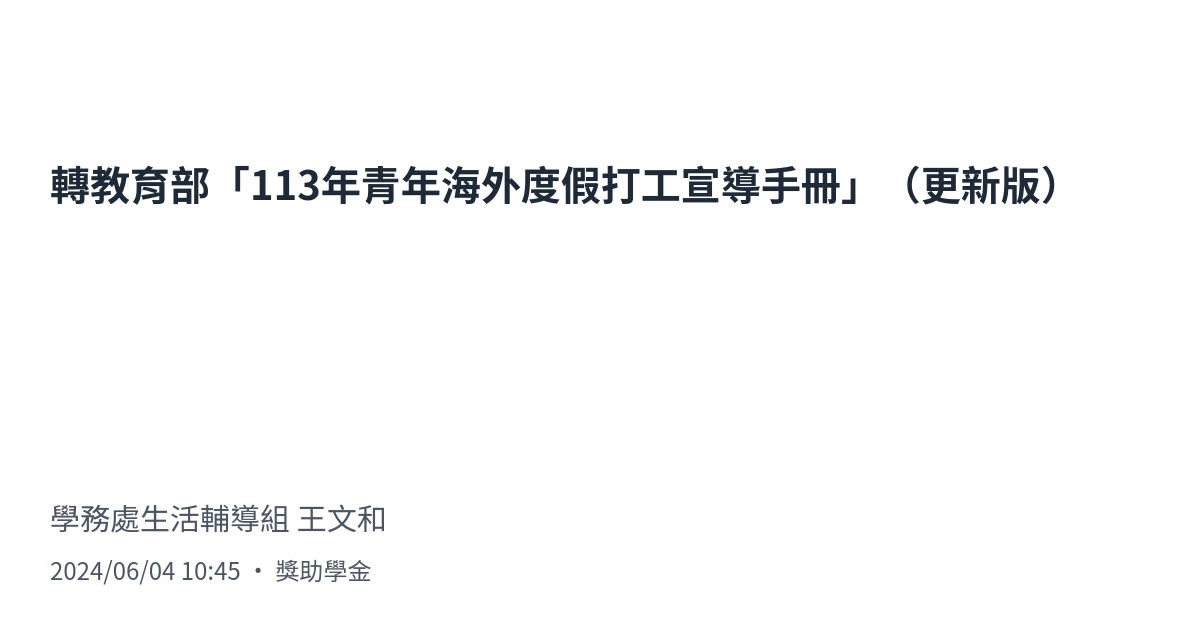 轉教育部「113年青年海外度假打工宣導手冊」（更新版）
學務處生活輔導組 王文和
2024/06/04 10:45 ・ 獎助學金